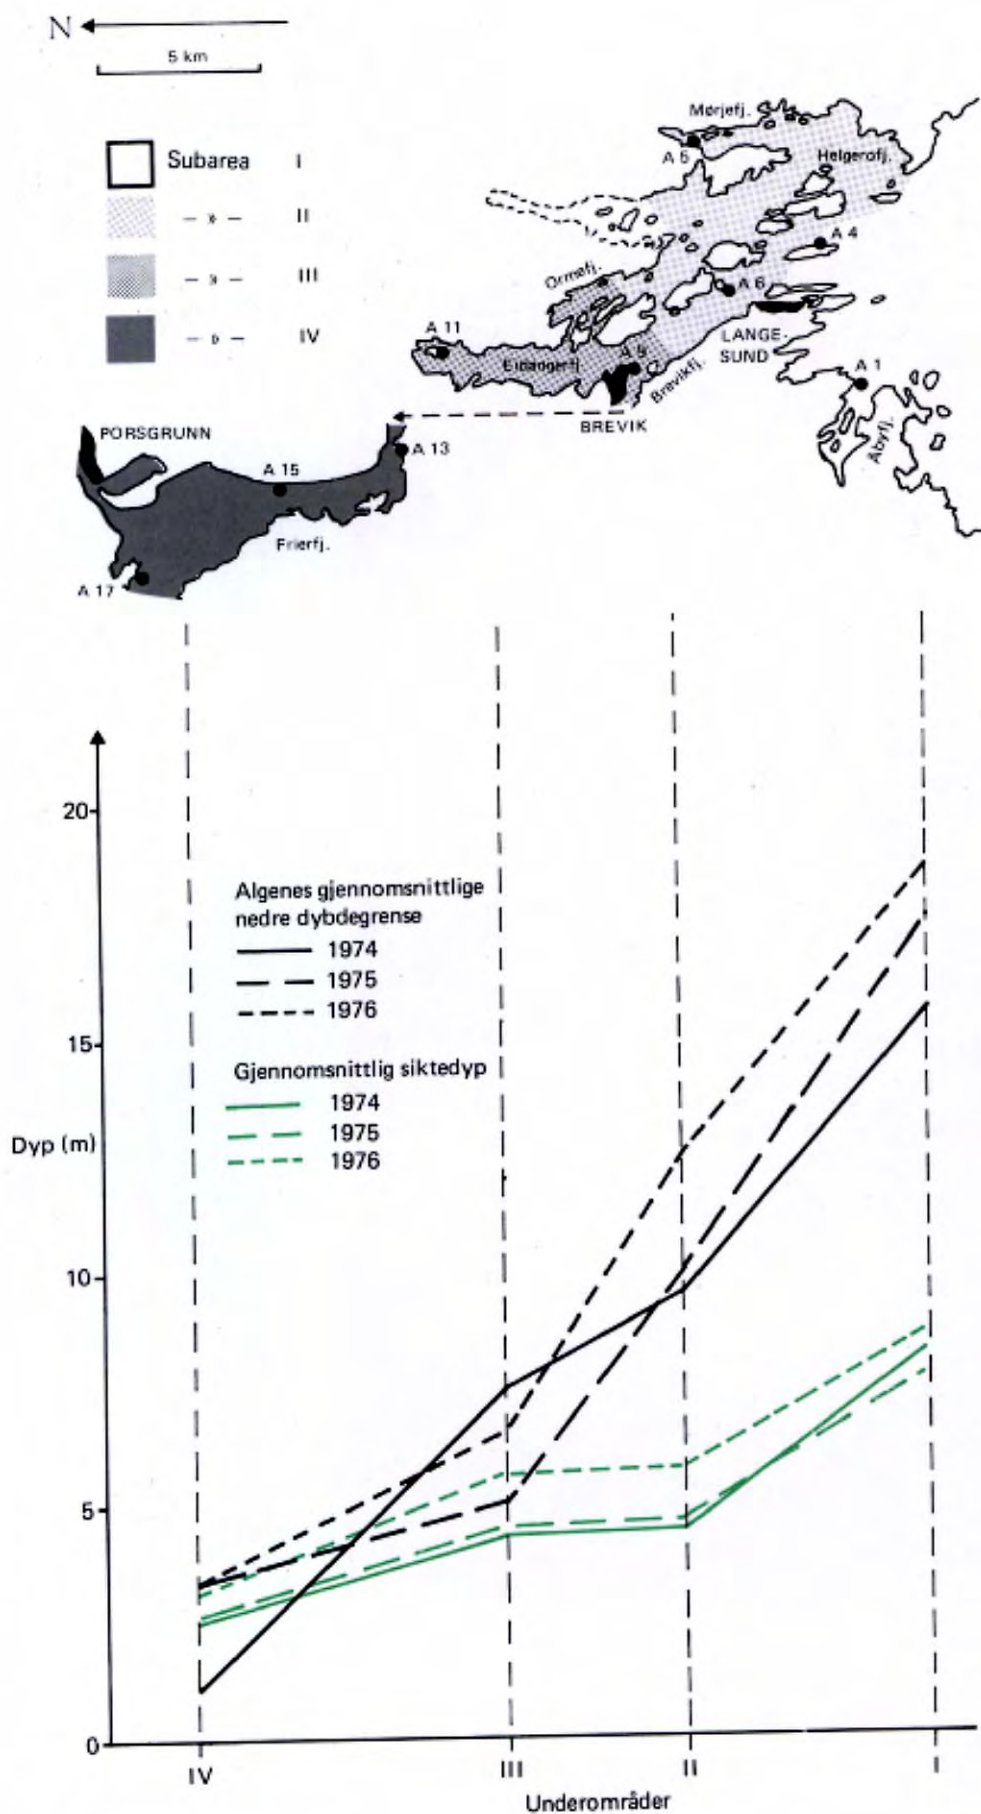 N
5 km
Subarea I
— » — II
— » — III
— » — IV
Mørjefj.
A 5
Helgerofj.
A 4
Ormefj.
A 6
A 11
LANGE-
SUND
Eidangerfj.
A 9
Brevikfj.
A 1
BREVIK
Åbyfj.
PORSGRUNN
A 13
A 15
Frierfj.
A 17
20
Algenes gjennomsnittlige
nedre dybdegrense
1974
1975
1976
15
Gjennomsnittlig siktedyp
1974
1975
1976
Dyp (m)
10
5
0
IV III II I
Underområder